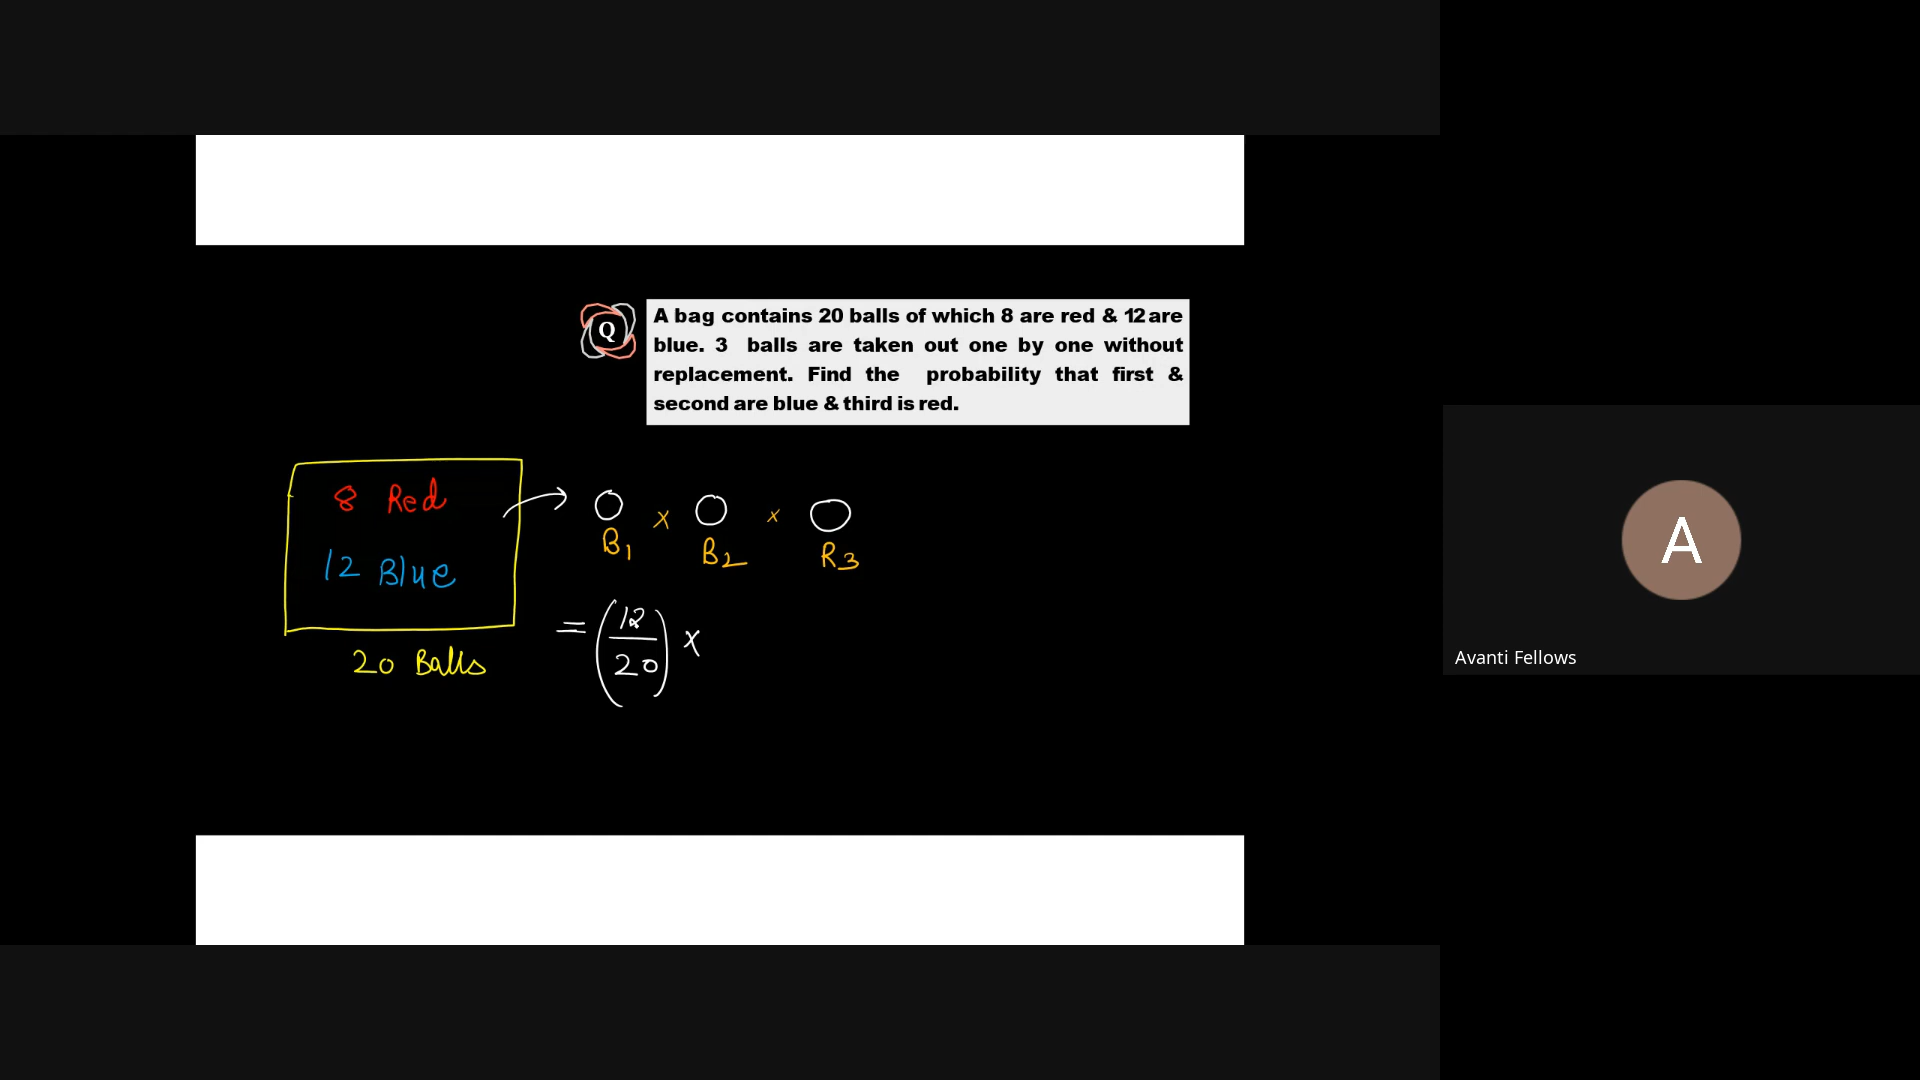 Q
A bag contains 20 balls of which 8 are red & 12 are
blue. 3 balls are taken out one by one without
replacement. Find the probability that first &
second are blue & third is red.
8 Red
12 Blue
20 Balls
B₁ × B₂ × R₃
= (12/20) ×
A
Avanti Fellows